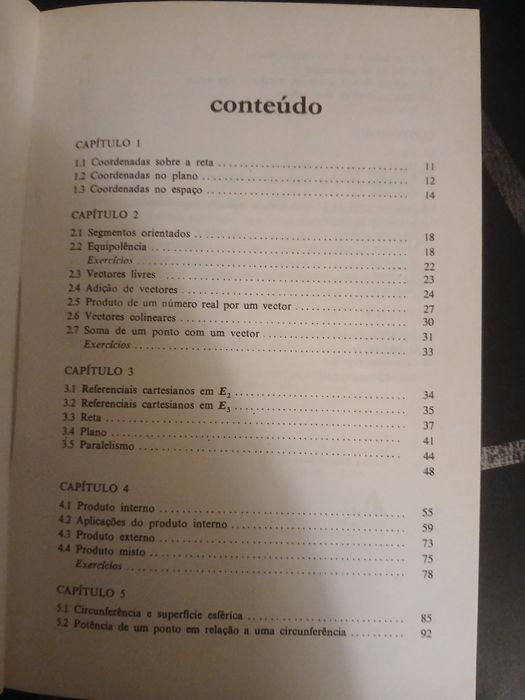 conteúdo
CAPÍTULO 1
1.1 Coordenadas sobre a reta 11
1.2 Coordenadas no plano 12
1.3 Coordenadas no espaço 14
CAPÍTULO 2
2.1 Segmentos orientados 18
2.2 Equipolência 18
Exercícios 22
2.3 Vectores livres 23
2.4 Adição de vectores 24
2.5 Produto de um número real por um vector 27
2.6 Vectores colineares 30
2.7 Soma de um ponto com um vector 31
Exercícios 33
CAPÍTULO 3
3.1 Referenciais cartesianos em E₂ 34
3.2 Referenciais cartesianos em E₃ 35
3.3 Reta 37
3.4 Plano 41
3.5 Paralelismo 44
48
CAPÍTULO 4
4.1 Produto interno 55
4.2 Aplicações do produto interno 59
4.3 Produto externo 73
4.4 Produto misto 75
Exercícios 78
CAPÍTULO 5
5.1 Circunferência e superfície esférica 85
5.2 Potência de um ponto em relação a uma circunferência 92